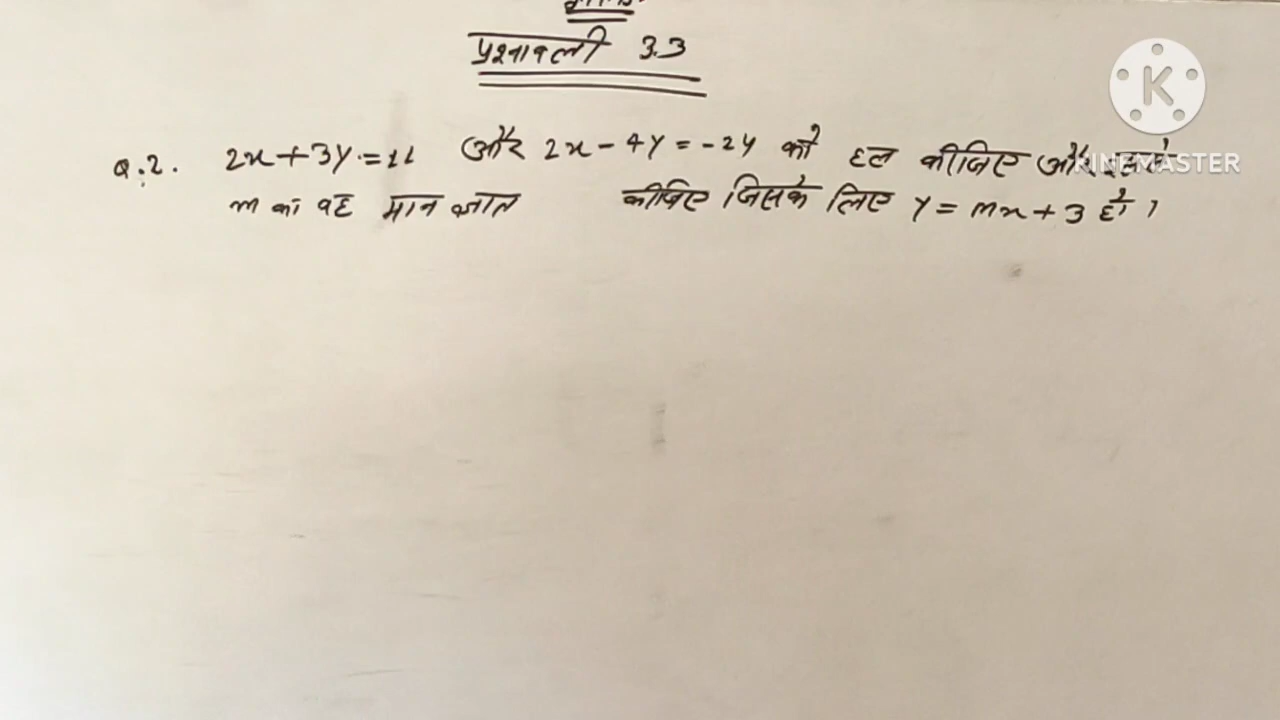 प्रश्नावली 3.3
Q.2. 2x+3y=11 और 2x-4y=-24 को हल कीजिए और इससे
m का वह मान ज्ञात कीजिए जिसके लिए y=mx+3 हो।
K
KINEMASTER